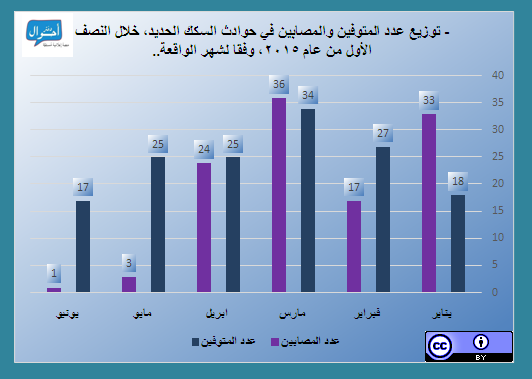 - توزيع عدد المتوفين والمصابين في حوادث السكك الحديد، خلال النصف
الأول من عام ٢٠١٥، وفقا لشهر الواقعة..
40
35
30
25
20
15
10
5
0
18
33
27
17
34
36
25
24
25
3
17
1
يناير
فبراير
مارس
ابريل
مايو
يونيو
عدد المصابين
عدد المتوفين
cc
BY